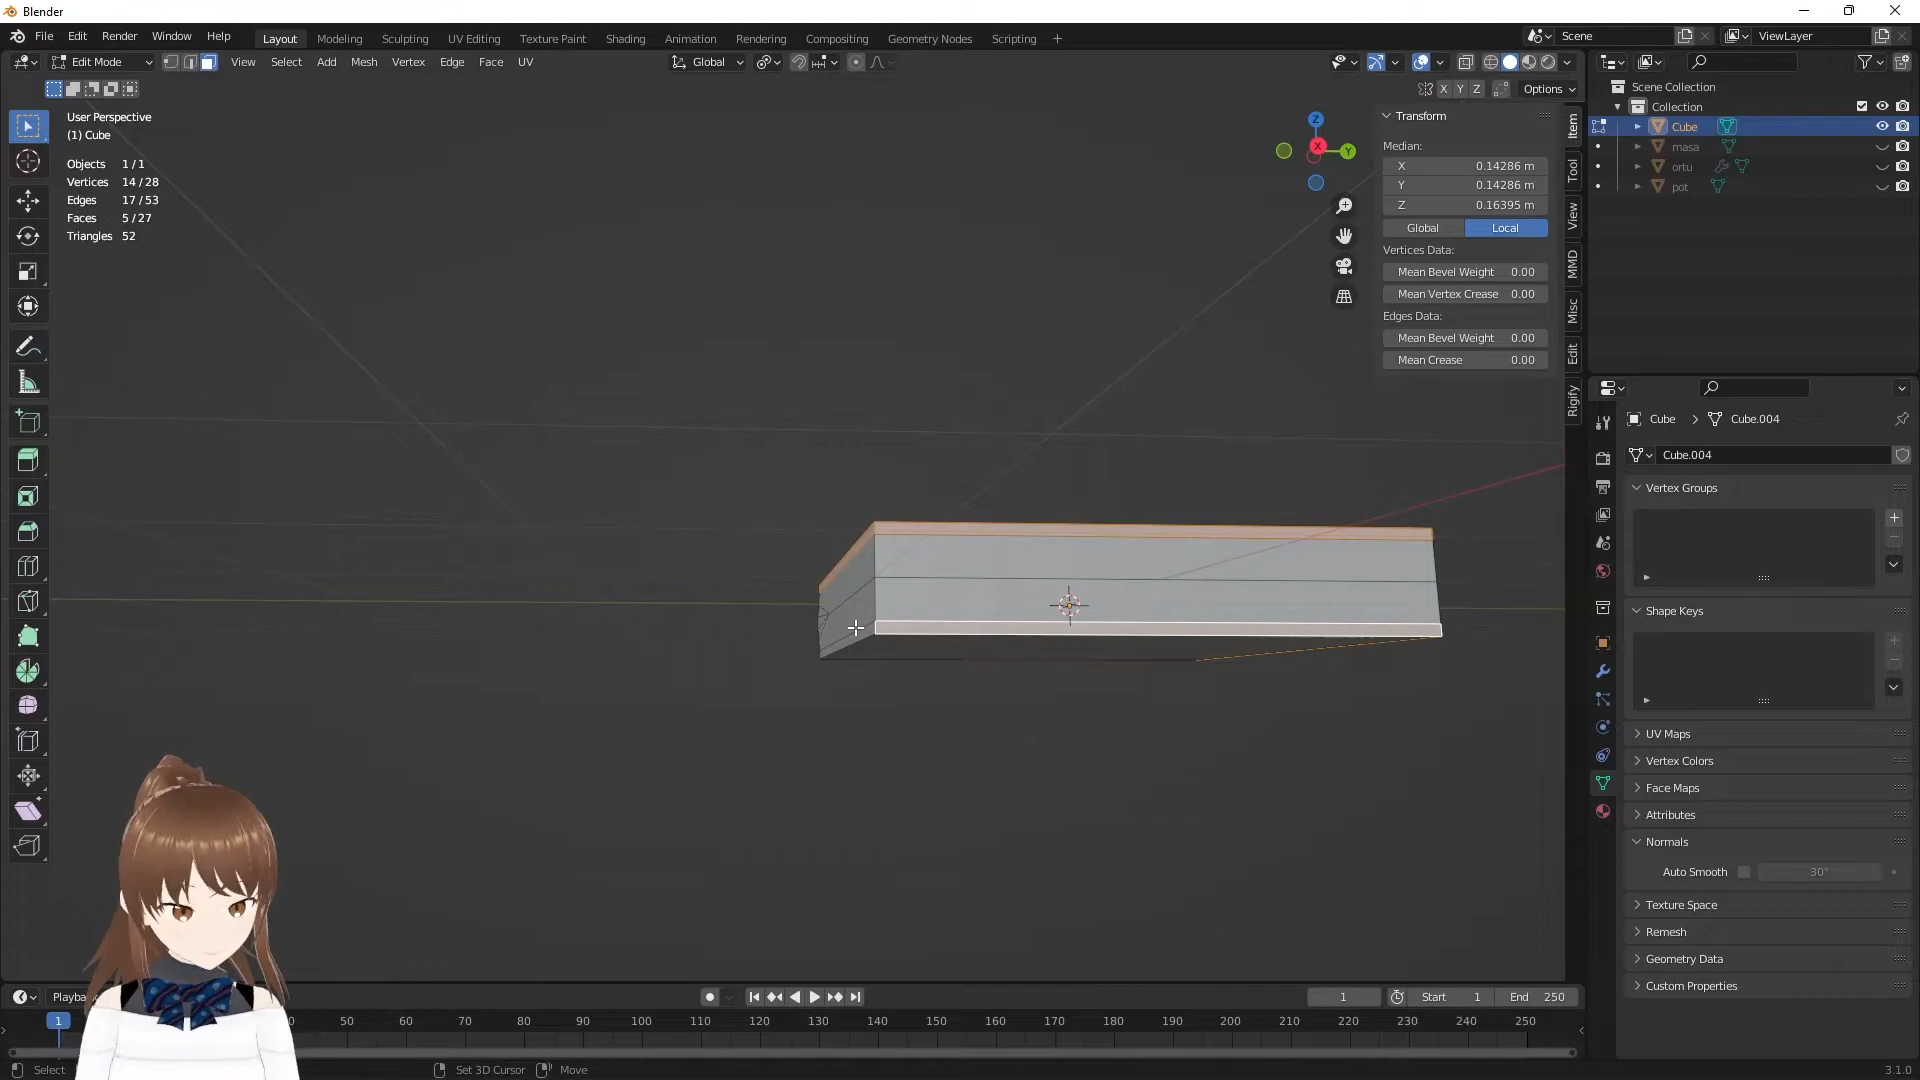 Blender
File Edit Render Window Help
Layout Modeling Sculpting UV Editing Texture Paint Shading Animation Rendering Compositing Geometry Nodes Scripting +
Scene
ViewLayer
Edit Mode
View Select Add Mesh Vertex Edge Face UV
Global
X Y Z
Options
User Perspective
(1) Cube
Objects 1 / 1
Vertices 14 / 28
Edges 17 / 53
Faces 5 / 27
Triangles 52
Z
X
Y
Transform
Median:
X 0.14286 m
Y 0.14286 m
Z 0.16395 m
Global Local
Vertices Data:
Mean Bevel Weight 0.00
Mean Vertex Crease 0.00
Edges Data:
Mean Bevel Weight 0.00
Mean Crease 0.00
Item
Tool
View
MMD
Misc
Edit
Rigify
Scene Collection
Collection
Cube
masa
ortu
pot
Cube > Cube.004
Cube.004
Vertex Groups
Shape Keys
UV Maps
Vertex Colors
Face Maps
Attributes
Normals
Auto Smooth 30°
Texture Space
Remesh
Geometry Data
Custom Properties
Playba
1
Start 1
End 250
1 0 50 60 70 80 90 100 110 120 130 140 150 160 170 180 190 200 210 220 230 240 250
Select
Set 3D Cursor
Move
3.1.0